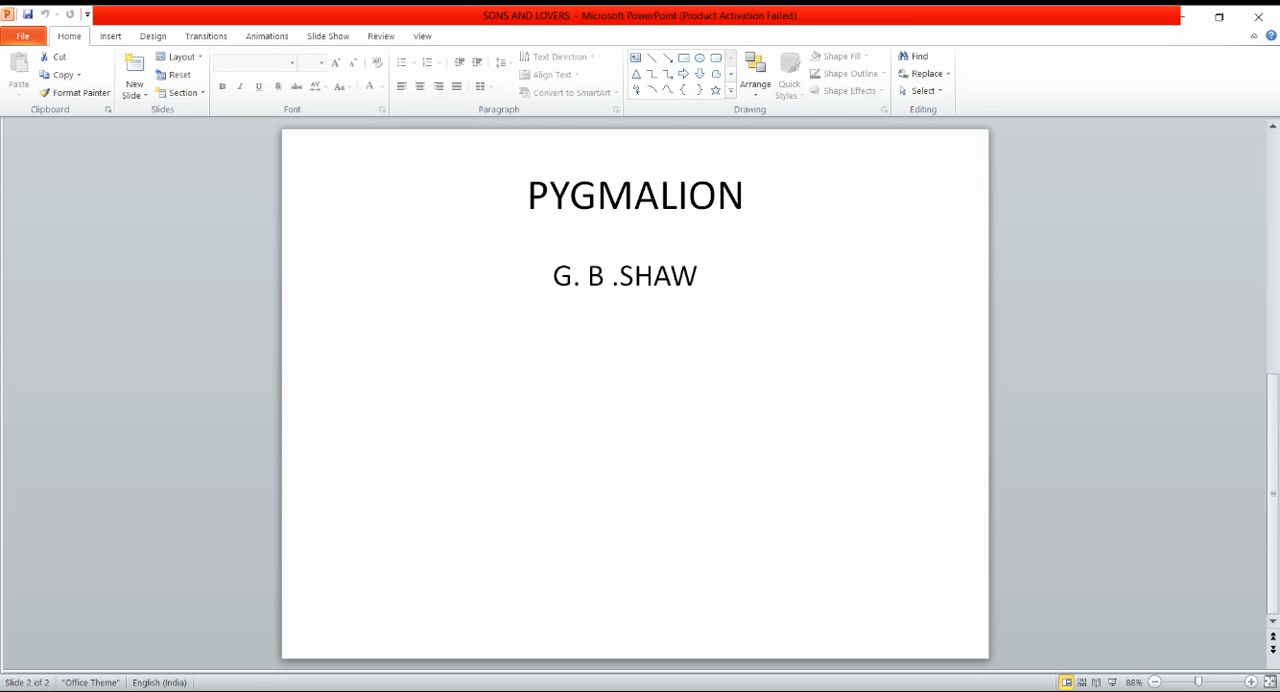 SONS AND LOVERS - Microsoft PowerPoint (Product Activation Failed)
File Home Insert Design Transitions Animations Slide Show Review View
Paste Cut Copy Format Painter Clipboard
New Slide Layout Reset Section Slides
B I U S abc AV Aa A Font
Text Direction Align Text Convert to SmartArt Paragraph
Arrange Quick Styles Shape Fill Shape Outline Shape Effects Drawing
Find Replace Select Editing
PYGMALION
G. B .SHAW
Slide 2 of 2 "Office Theme" English (India) 88%